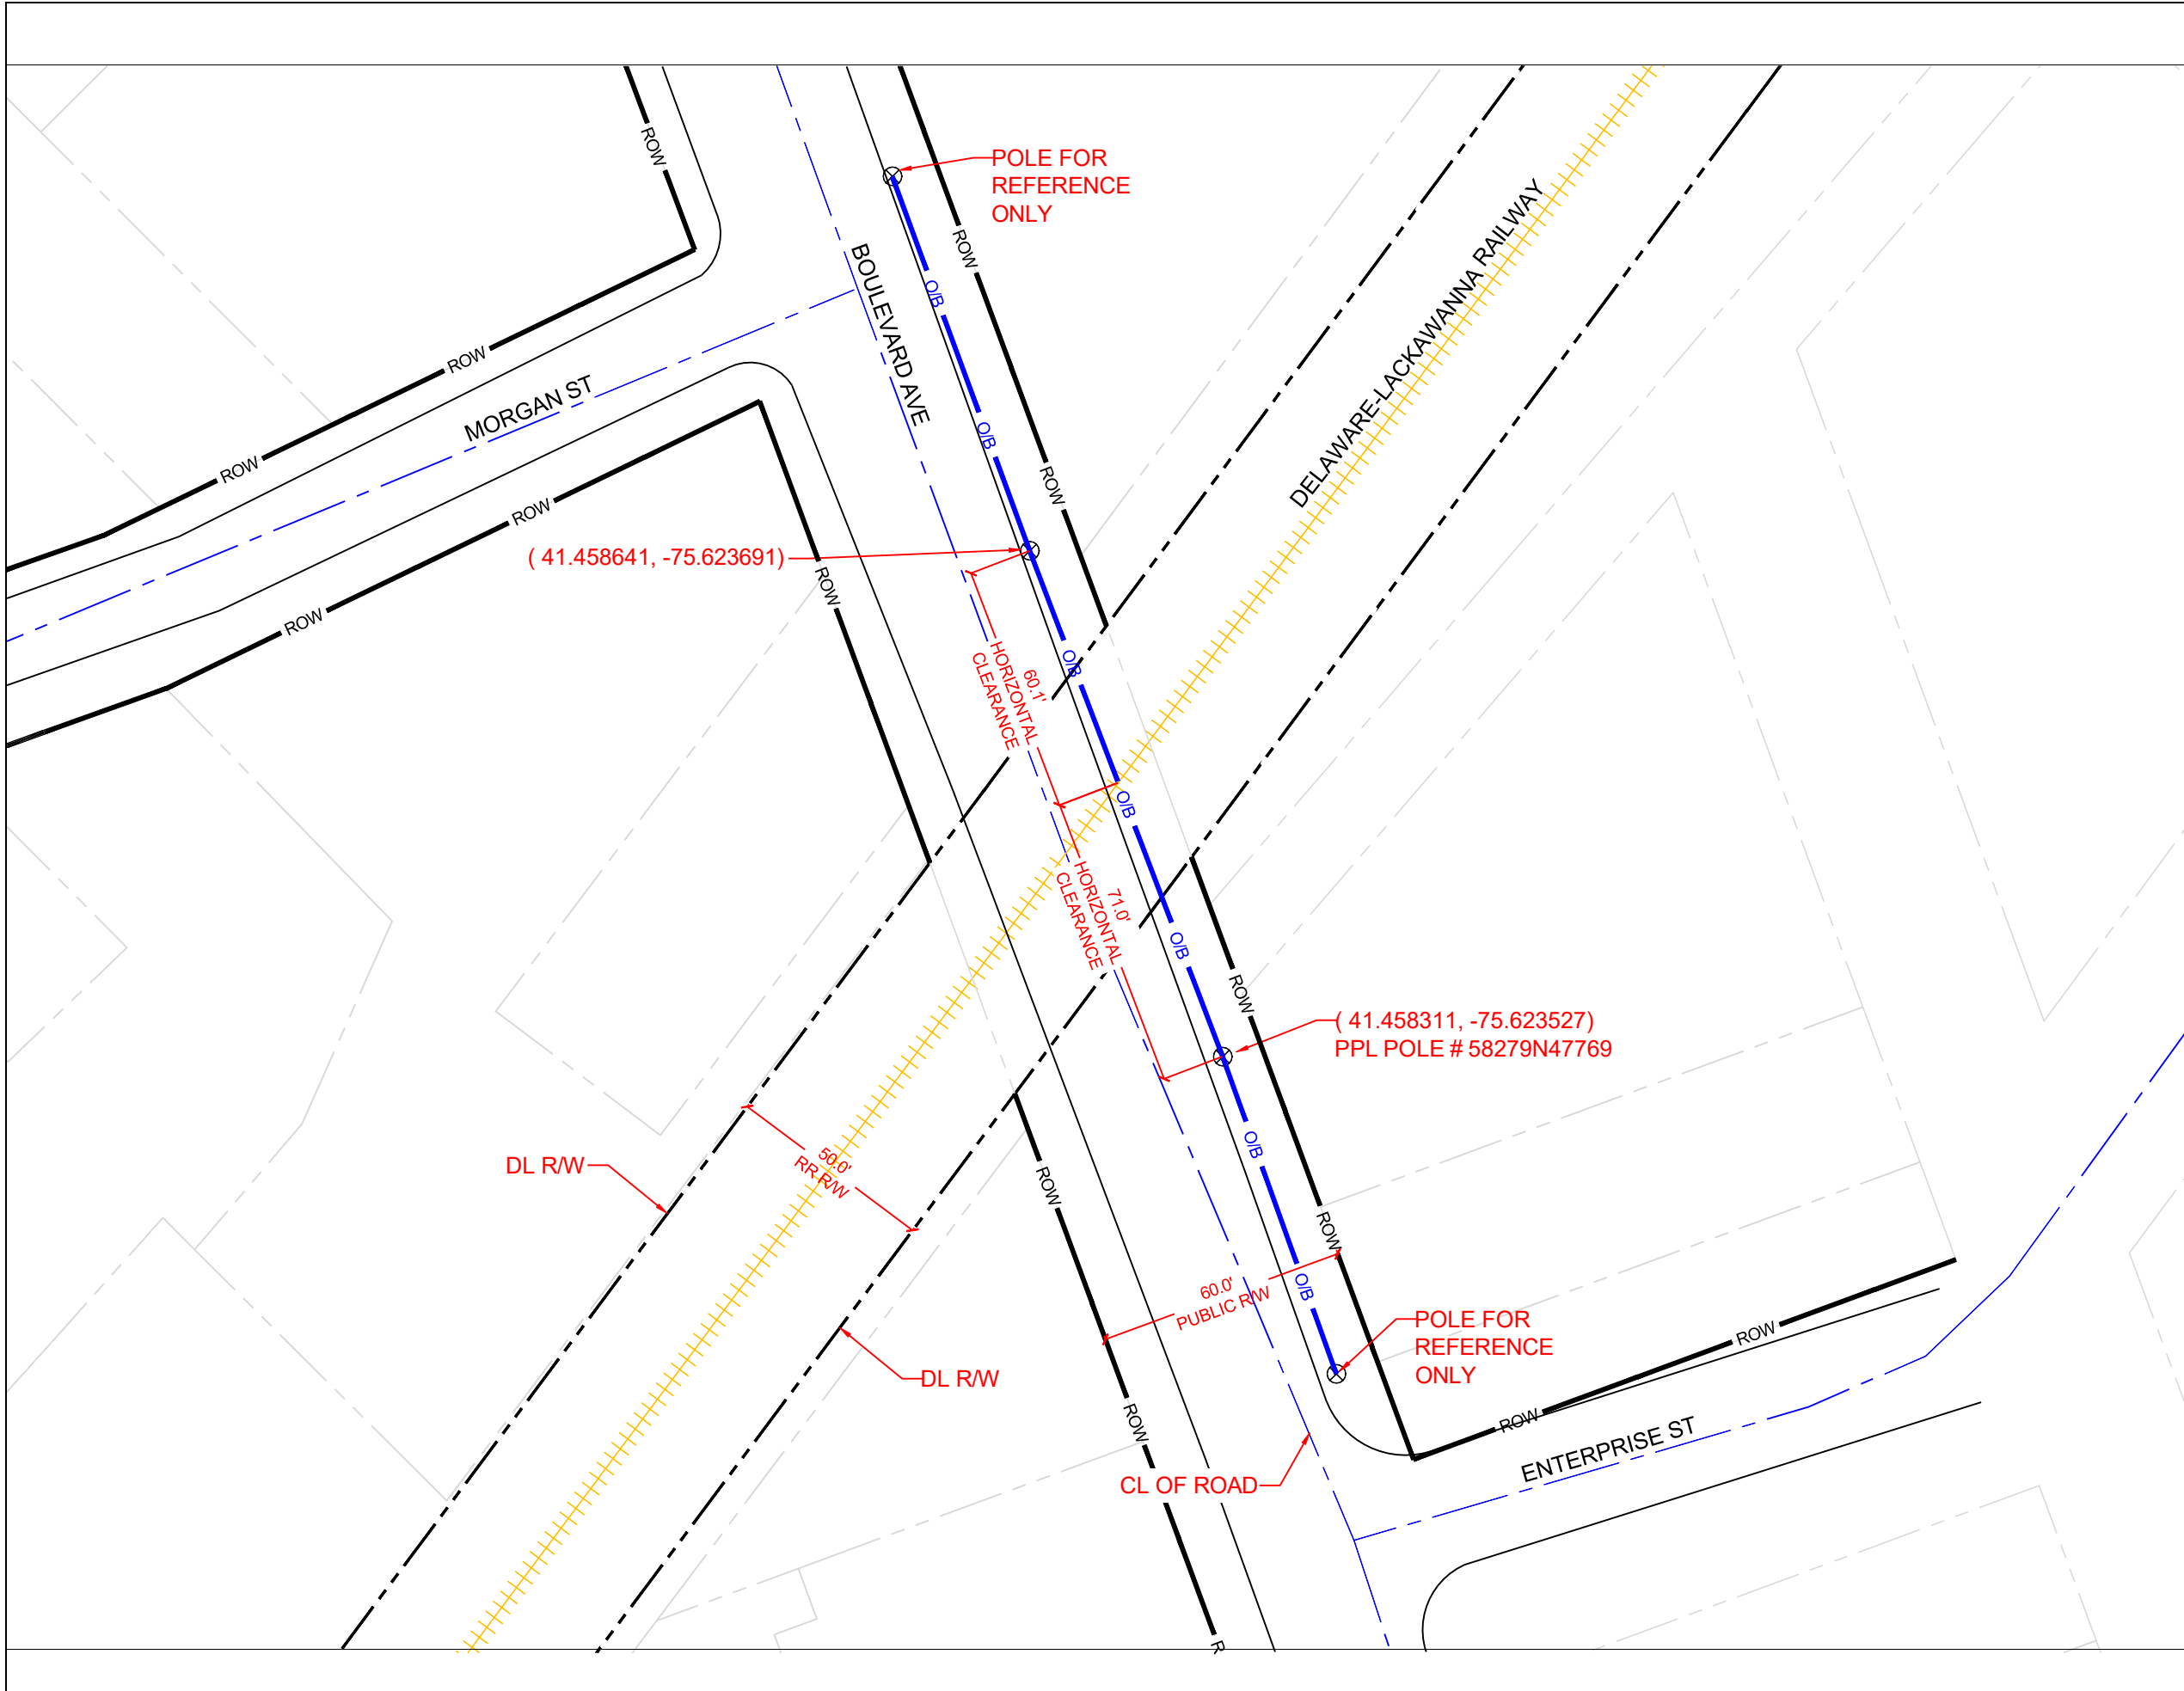 ROW
POLE FOR
REFERENCE
ONLY
ROW
BOULEVARD AVE
O/B
DELAWARE-LACKAWANNA RAILWAY
ROW
MORGAN ST
O/B
ROW
ROW
ROW
( 41.458641, -75.623691)
ROW
ROW
O/B
60.1'
HORIZONTAL
CLEARANCE
O/B
71.0'
HORIZONTAL
CLEARANCE
O/B
ROW
( 41.458311, -75.623527)
PPL POLE # 58279N47769
O/B
DL R/W
50.0'
RR R/W
ROW
ROW
60.0'
PUBLIC R/W
O/B
POLE FOR
REFERENCE
ONLY
ROW
DL R/W
ROW
ROW
ENTERPRISE ST
CL OF ROAD
R